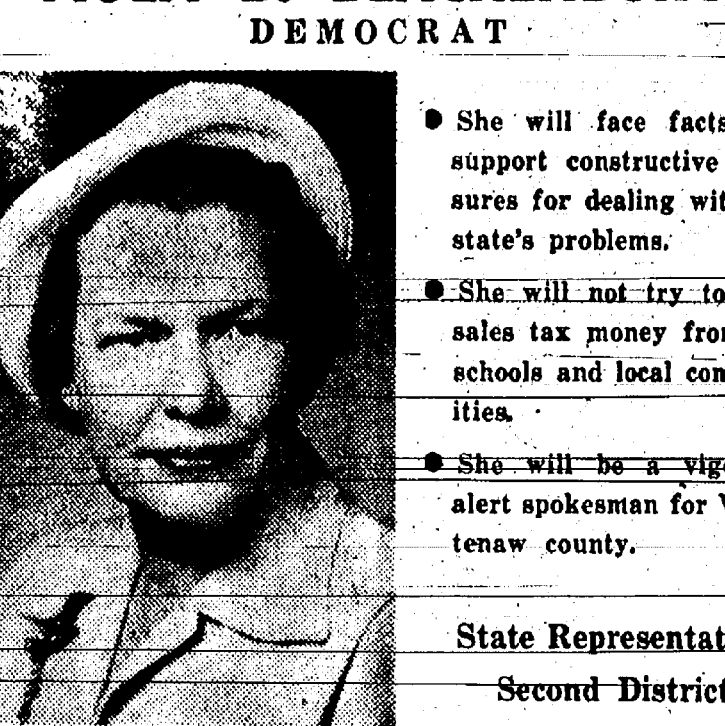 DEMOCRAT
● She will face facts
support constructive
sures for dealing wit
state's problems.
● She will not try to
sales tax money from
schools and local com
ities.
● She will be a vig
alert spokesman for
tenaw county.
State Representat
Second District